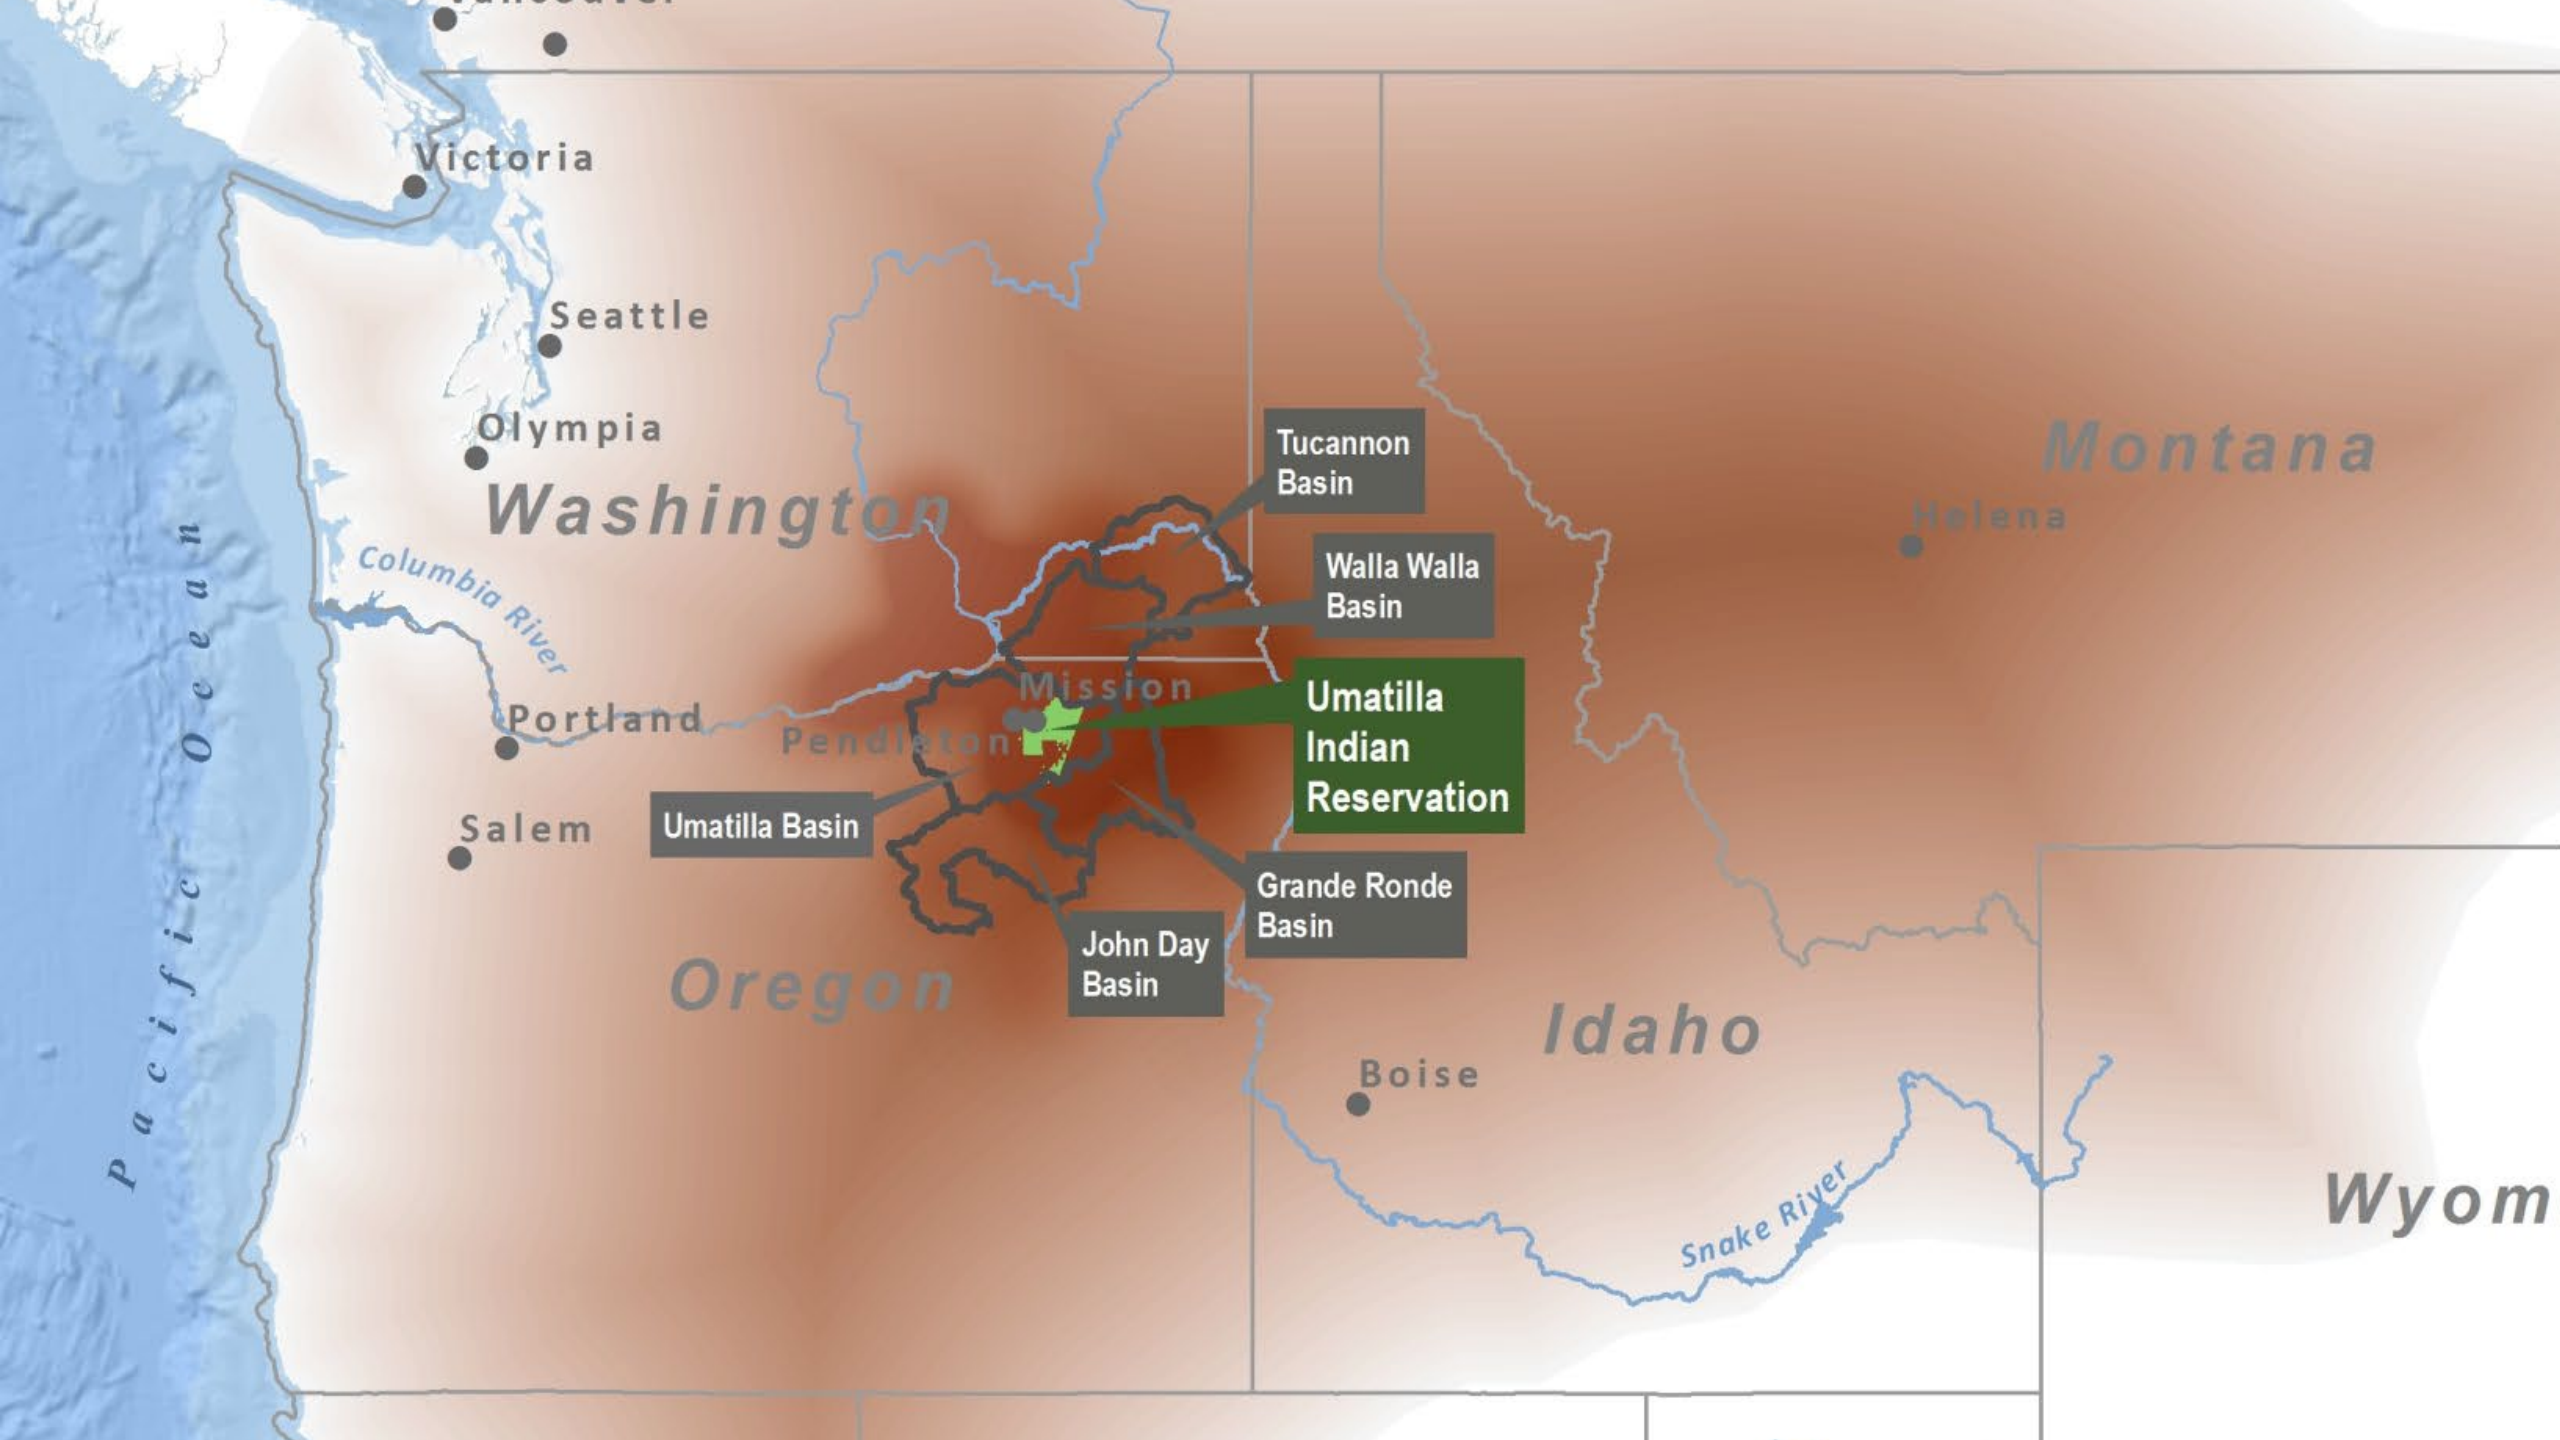 Victoria
Seattle
Olympia
Washington
Columbia River
Pacific Ocean
Portland
Salem
Oregon
Tucannon
Basin
Walla Walla
Basin
Mission
Pendleton
Umatilla
Indian
Reservation
Umatilla Basin
Grande Ronde
Basin
John Day
Basin
Montana
Helena
Idaho
Boise
Snake River
Wyom